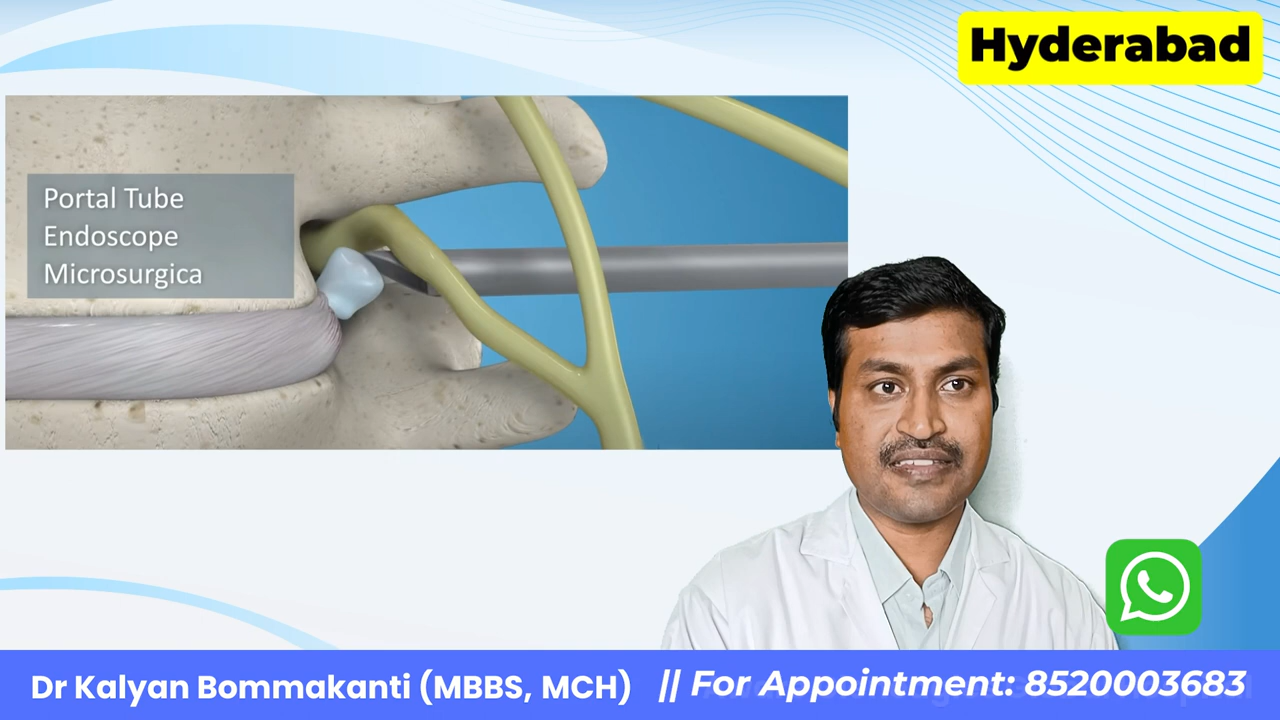 Hyderabad
Portal Tube
Endoscope
Microsurgica
Dr Kalyan Bommakanti (MBBS, MCH) || For Appointment: 8520003683